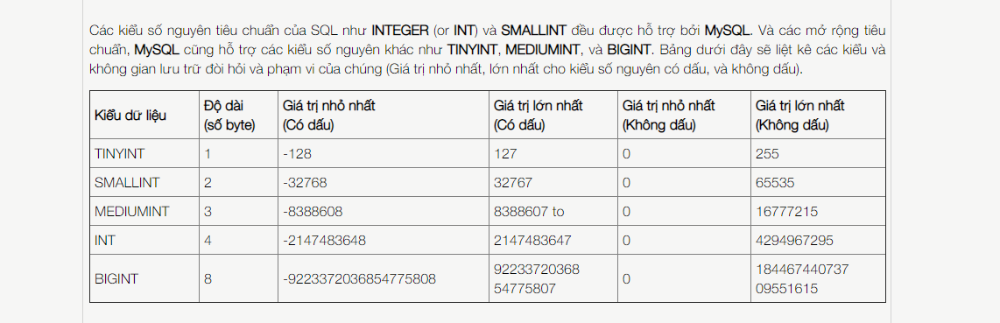 Các kiểu số nguyên tiêu chuẩn của SQL như INTEGER (or INT) và SMALLINT đều được hỗ trợ bởi MySQL. Và các mở rộng tiêu
chuẩn, MySQL cũng hỗ trợ các kiểu số nguyên khác như TINYINT, MEDIUMINT, và BIGINT. Bảng dưới đây sẽ liệt kê các kiểu và
không gian lưu trữ đòi hỏi và phạm vi của chúng (Giá trị nhỏ nhất, lớn nhất cho kiểu số nguyên có dấu, và không dấu).
Kiểu dữ liệu Độ dài (số byte) Giá trị nhỏ nhất (Có dấu) Giá trị lớn nhất (Có dấu) Giá trị nhỏ nhất (Không dấu) Giá trị lớn nhất (Không dấu)
TINYINT 1 -128 127 0 255
SMALLINT 2 -32768 32767 0 65535
MEDIUMINT 3 -8388608 8388607 to 0 16777215
INT 4 -2147483648 2147483647 0 4294967295
BIGINT 8 -9223372036854775808 92233720368 54775807 0 184467440737 09551615